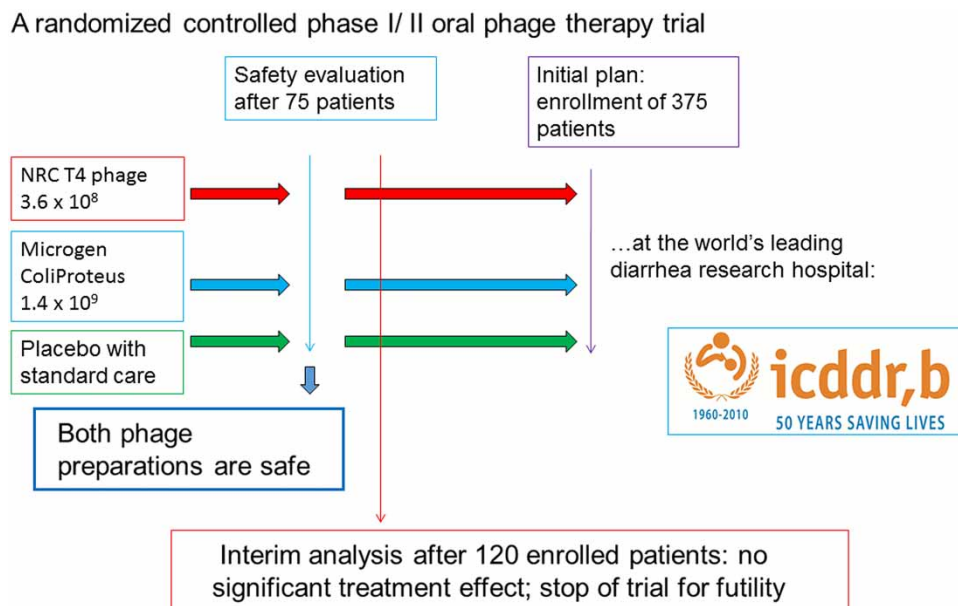 A randomized controlled phase I/ II oral phage therapy trial
Safety evaluation
after 75 patients
Initial plan:
enrollment of 375
patients
NRC T4 phage
3.6 x 10⁸
Microgen
ColiProteus
1.4 x 10⁹
Placebo with
standard care
…at the world’s leading
diarrhea research hospital:
icddr,b
1960-2010
50 YEARS SAVING LIVES
Both phage
preparations are safe
Interim analysis after 120 enrolled patients: no
significant treatment effect; stop of trial for futility